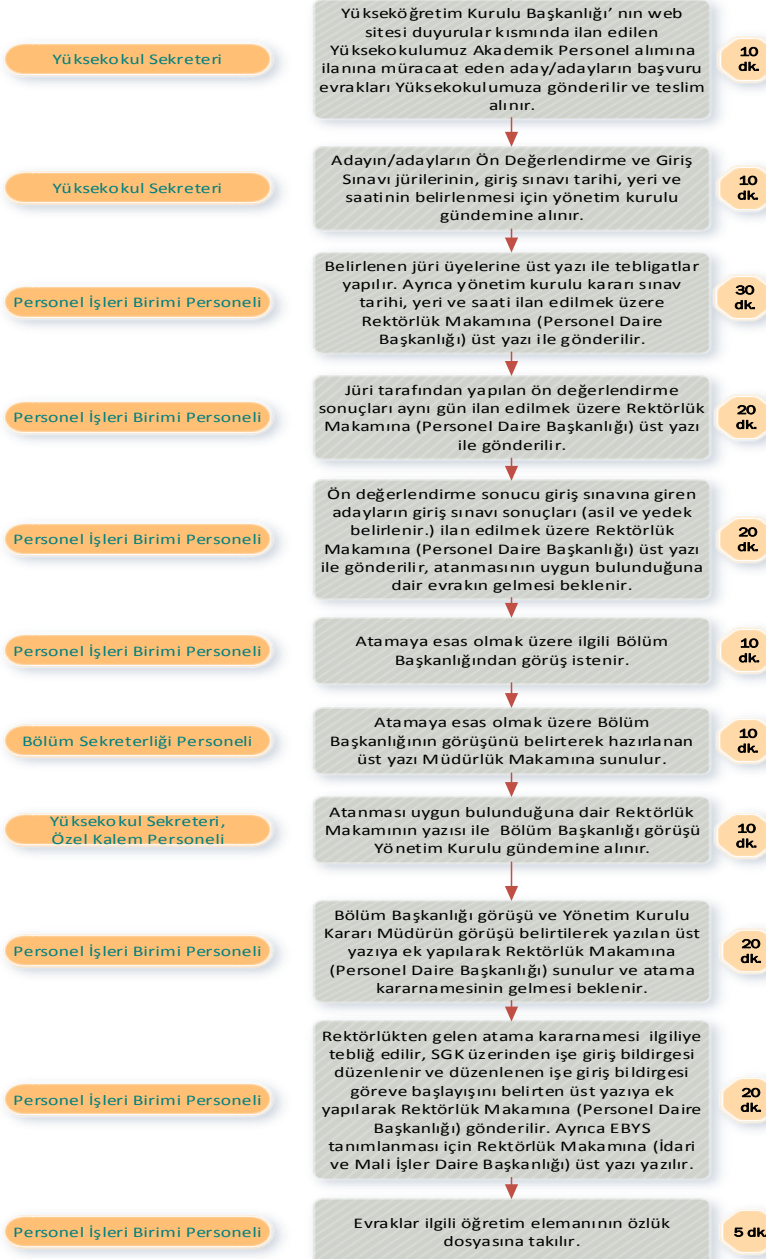 Yükseköğretim Kurulu Başkanlığı’ nın web
sitesi duyurular kısmında ilan edilen
Yüksekokulumuz Akademik Personel alımına
ilanına müracaat eden aday/adayların başvuru
evrakları Yüksekokulumuza gönderilir ve teslim
alınır.
Yüksekokul Sekreteri
10
dk.
Adayın/adayların Ön Değerlendirme ve Giriş
Sınavı jürilerinin, giriş sınavı tarihi, yeri ve
saatinin belirlenmesi için yönetim kurulu
gündemine alınır.
Yüksekokul Sekreteri
10
dk.
Belirlenen jüri üyelerine üst yazı ile tebligatlar
yapılır. Ayrıca yönetim kurulu kararı sınav
tarihi, yeri ve saati ilan edilmek üzere
Rektörlük Makamına (Personel Daire
Başkanlığı) üst yazı ile gönderilir.
Personel İşleri Birimi Personeli
30
dk.
Jüri tarafından yapılan ön değerlendirme
sonuçları aynı gün ilan edilmek üzere Rektörlük
Makamına (Personel Daire Başkanlığı) üst yazı
ile gönderilir.
Personel İşleri Birimi Personeli
20
dk.
Ön değerlendirme sonucu giriş sınavına giren
adayların giriş sınavı sonuçları (asil ve yedek
belirlenir.) ilan edilmek üzere Rektörlük
Makamına (Personel Daire Başkanlığı) üst yazı
ile gönderilir, atanmasının uygun bulunduğuna
dair evrakın gelmesi beklenir.
Personel İşleri Birimi Personeli
20
dk.
Atamaya esas olmak üzere ilgili Bölüm
Başkanlığından görüş istenir.
Personel İşleri Birimi Personeli
10
dk.
Atamaya esas olmak üzere Bölüm
Başkanlığının görüşünü belirterek hazırlanan
üst yazı Müdürlük Makamına sunulur.
Bölüm Sekreterliği Personeli
10
dk.
Atanması uygun bulunduğuna dair Rektörlük
Makamının yazısı ile Bölüm Başkanlığı görüşü
Yönetim Kurulu gündemine alınır.
Yüksekokul Sekreteri,
Özel Kalem Personeli
10
dk.
Bölüm Başkanlığı görüşü ve Yönetim Kurulu
Kararı Müdürün görüşü belirtilerek yazılan üst
yazıya ek yapılarak Rektörlük Makamına
(Personel Daire Başkanlığı) sunulur ve atama
kararnamesinin gelmesi beklenir.
Personel İşleri Birimi Personeli
20
dk.
Rektörlükten gelen atama kararnamesi ilgiliye
tebliğ edilir, SGK üzerinden işe giriş bildirgesi
düzenlenir ve düzenlenen işe giriş bildirgesi
göreve başlayışını belirten üst yazıya ek
yapılarak Rektörlük Makamına (Personel Daire
Başkanlığı) gönderilir. Ayrıca EBYS
tanımlanması için Rektörlük Makamına (İdari
ve Mali İşler Daire Başkanlığı) üst yazı yazılır.
Personel İşleri Birimi Personeli
20
dk.
Evraklar ilgili öğretim elemanının özlük
dosyasına takılır.
Personel İşleri Birimi Personeli
5 dk.